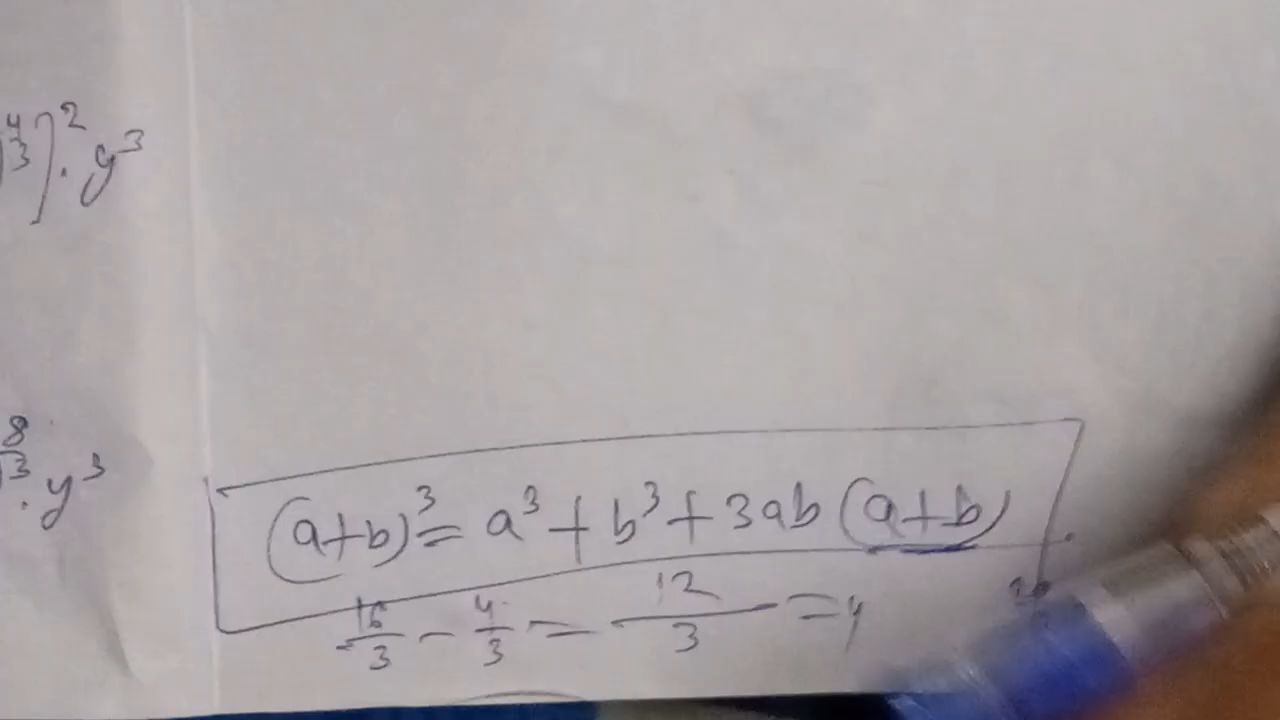 4/3]² . y³
8/3 . y³
(a+b)³ = a³ + b³ + 3ab (a+b)
16/3 - 4/3 = 12/3 = 4